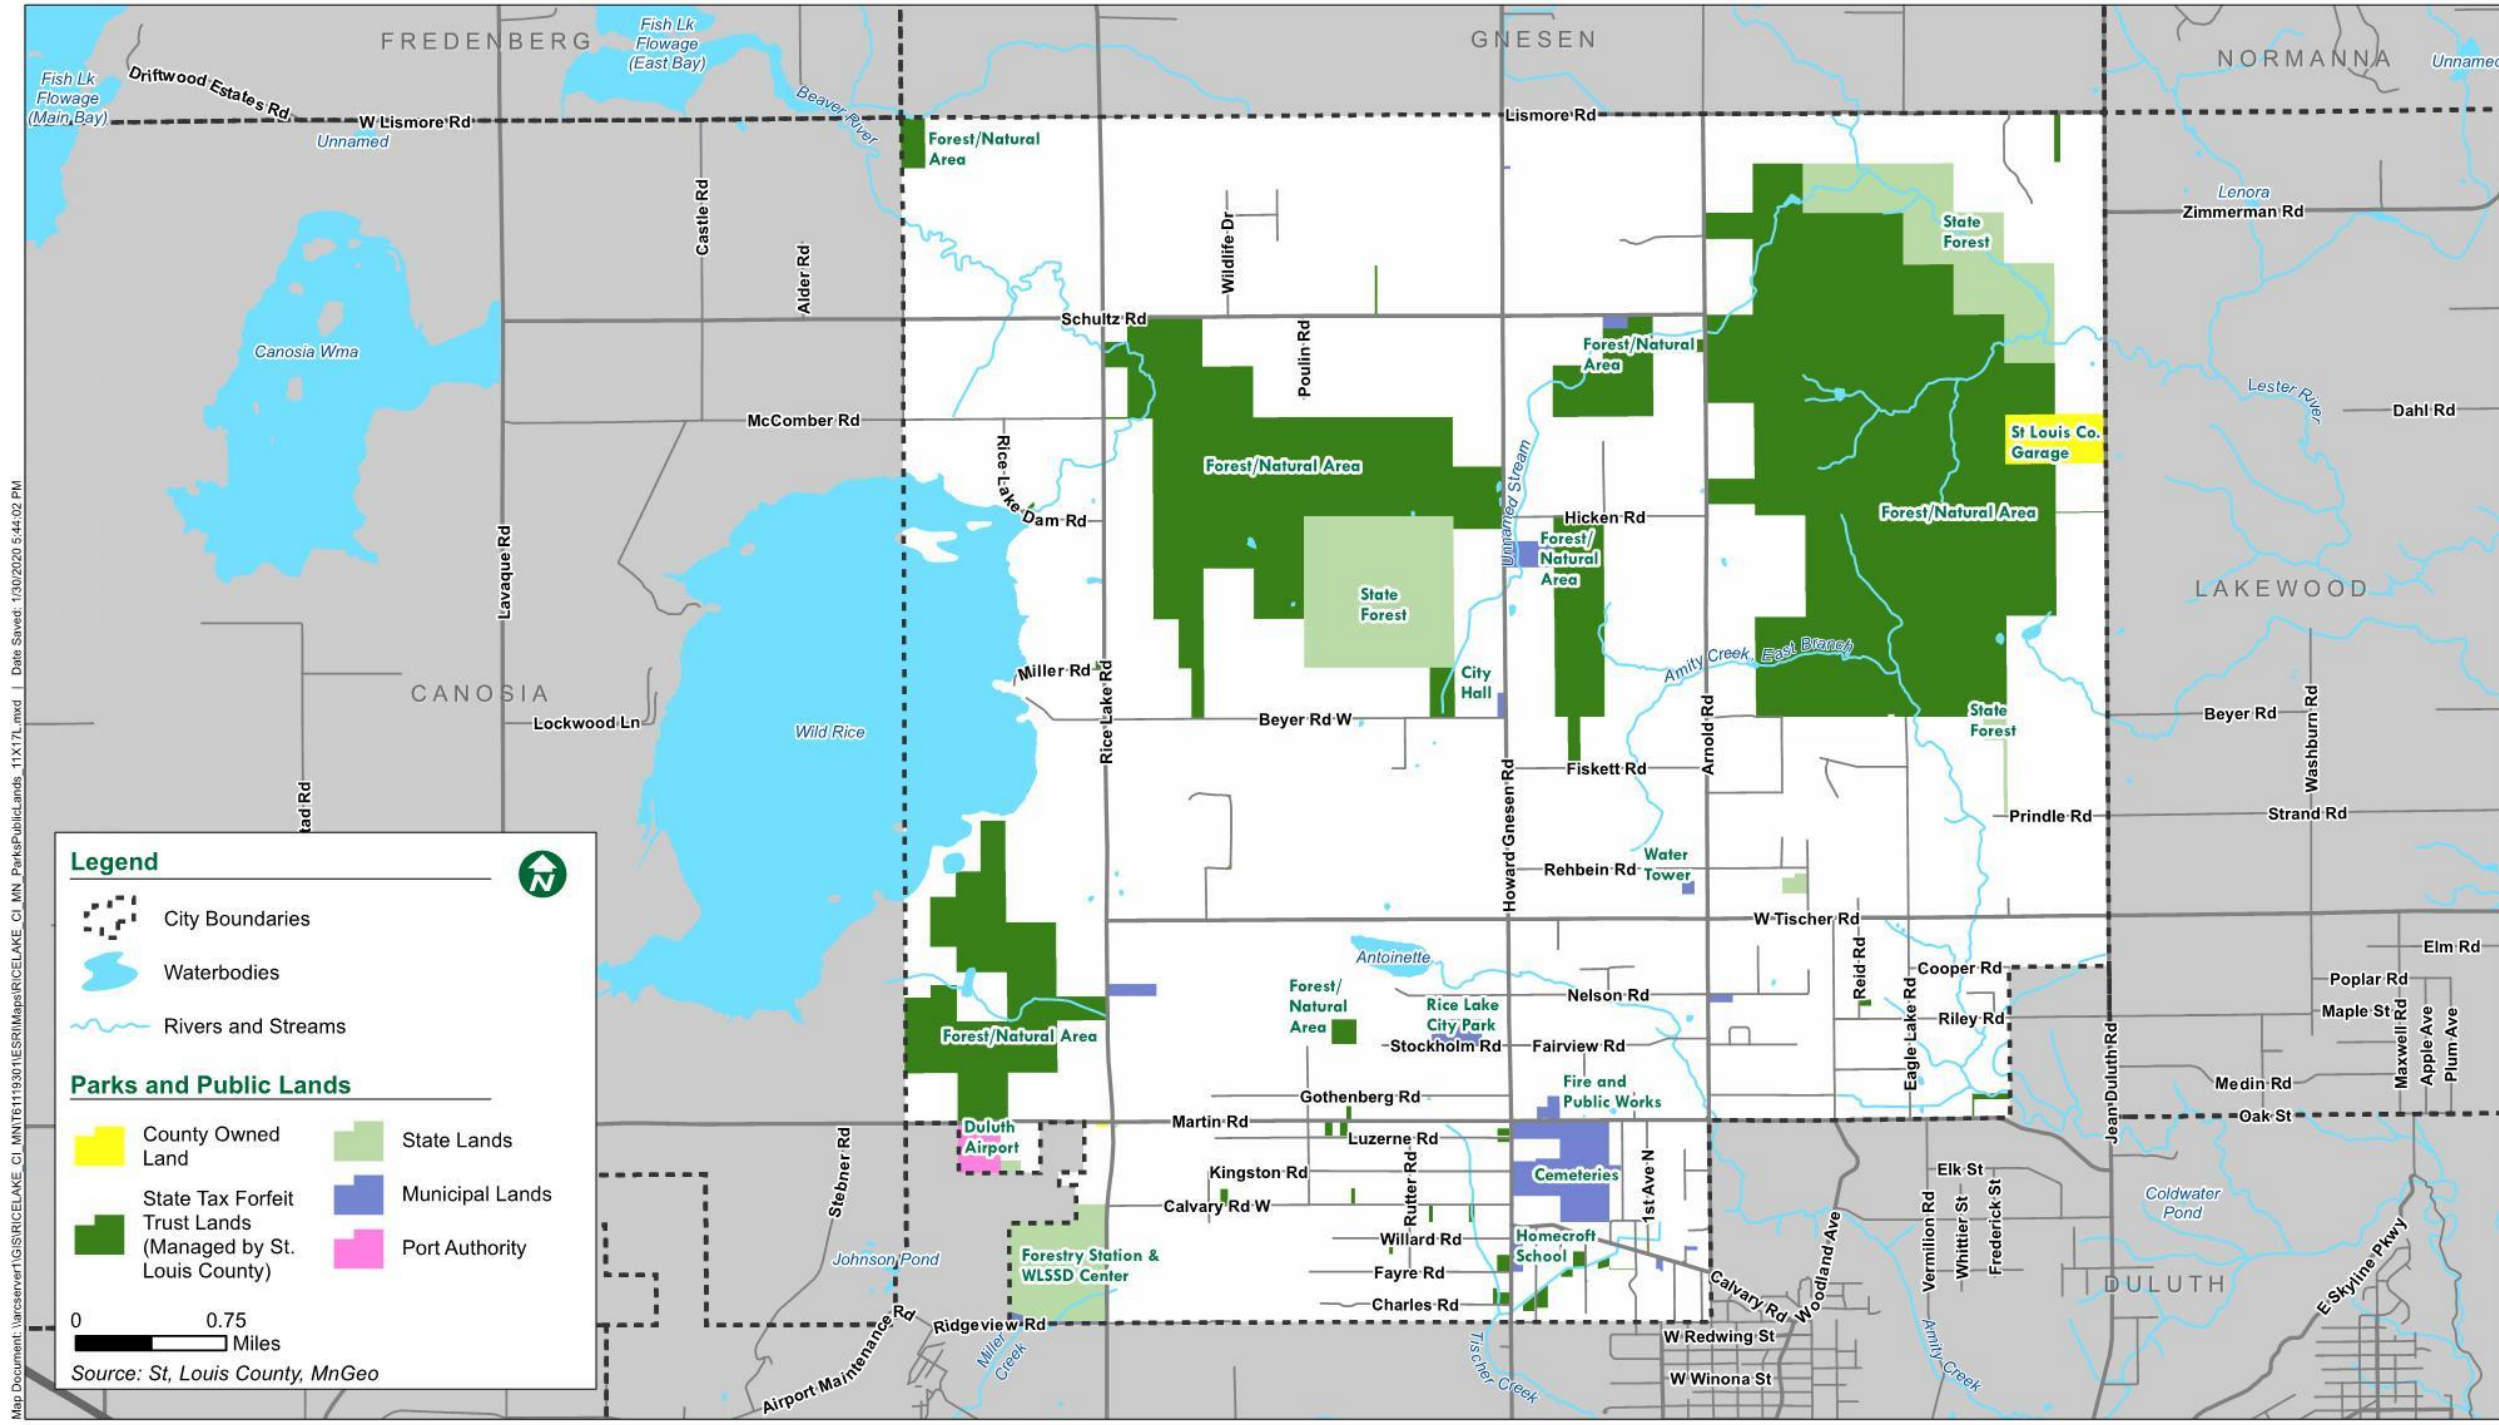 FREDENBERG
Fish Lk
Flowage
(East Bay)
GNESEN
NORMANNA
Unnamed
Fish Lk
Flowage
(Main Bay)
Driftwood Estates Rd
W Lismore Rd
Unnamed
Beaver River
Lismore Rd
Forest/Natural
Area
Castle Rd
Alder Rd
Wildlife Dr
State
Forest
Lenora
Zimmerman Rd
Canosia Wma
Schultz Rd
Poulin Rd
Forest/Natural
Area
Lester River
Dahl Rd
McComber Rd
Rice Lake Dam Rd
Forest/Natural Area
Unnamed Stream
St Louis Co.
Garage
Forest/Natural Area
Hicken Rd
Forest/
Natural
Area
Lavaque Rd
State
Forest
LAKEWOOD
CANOSIA
Lockwood Ln
Wild Rice
Miller Rd
Rice Lake Rd
City
Hall
Amity Creek, East Branch
Arnold Rd
Beyer Rd W
State
Forest
Beyer Rd
Washburn Rd
Howard Gnesen Rd
Fiskett Rd
tad Rd
Prindle Rd
Strand Rd
Rehbein Rd
Water
Tower
W Tischer Rd
Reid Rd
Elm Rd
Antoinette
Cooper Rd
Poplar Rd
Forest/
Natural
Area
Nelson Rd
Rice Lake
City Park
Eagle Lake Rd
Riley Rd
Maple St
Maxwell Rd
Apple Ave
Plum Ave
Forest/Natural Area
Stockholm Rd
Fairview Rd
Jean Duluth Rd
Medin Rd
Gothenberg Rd
Fire and
Public Works
Oak St
Martin Rd
Duluth
Airport
Luzerne Rd
Stebner Rd
Kingston Rd
Rutter Rd
Cemeteries
1st Ave N
Elk St
Vermilion Rd
Whittier St
Frederick St
Coldwater
Pond
Calvary Rd W
Willard Rd
Homecroft
School
Woodland Ave
Johnson Pond
Forestry Station &
WLSSD Center
Fayre Rd
Calvary Rd
DULUTH
E Skyline Pkwy
Charles Rd
Airport Maintenance Rd
Ridgeview Rd
Miller
Creek
Tischer Creek
W Redwing St
W Winona St
Amity Creek
Legend
N
City Boundaries
Waterbodies
Rivers and Streams
Parks and Public Lands
County Owned
Land
State Tax Forfeit
Trust Lands
(Managed by St.
Louis County)
State Lands
Municipal Lands
Port Authority
0 0.75
Miles
Source: St, Louis County, MnGeo